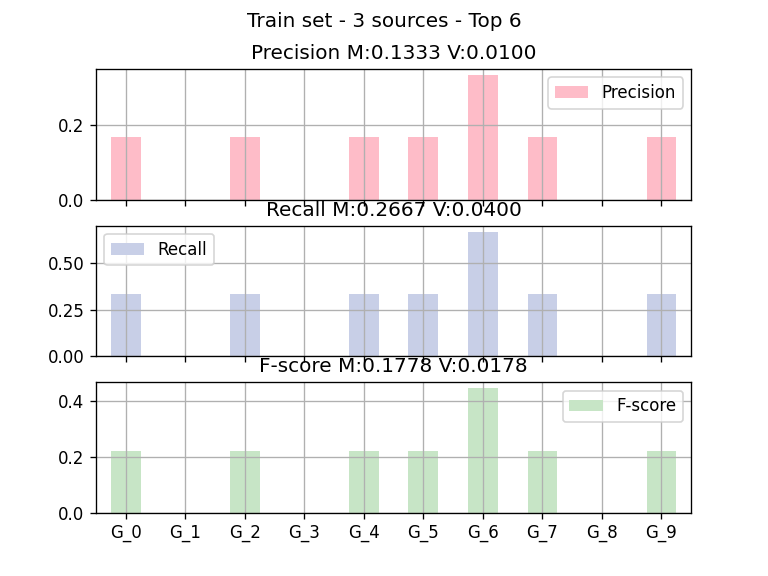 Train set - 3 sources - Top 6
Precision M:0.1333 V:0.0100
Precision
0.2
0.0
Recall M:0.2667 V:0.0400
Recall
0.50
0.25
0.00
F-score M:0.1778 V:0.0178
F-score
0.4
0.2
0.0
G_0 G_1 G_2 G_3 G_4 G_5 G_6 G_7 G_8 G_9